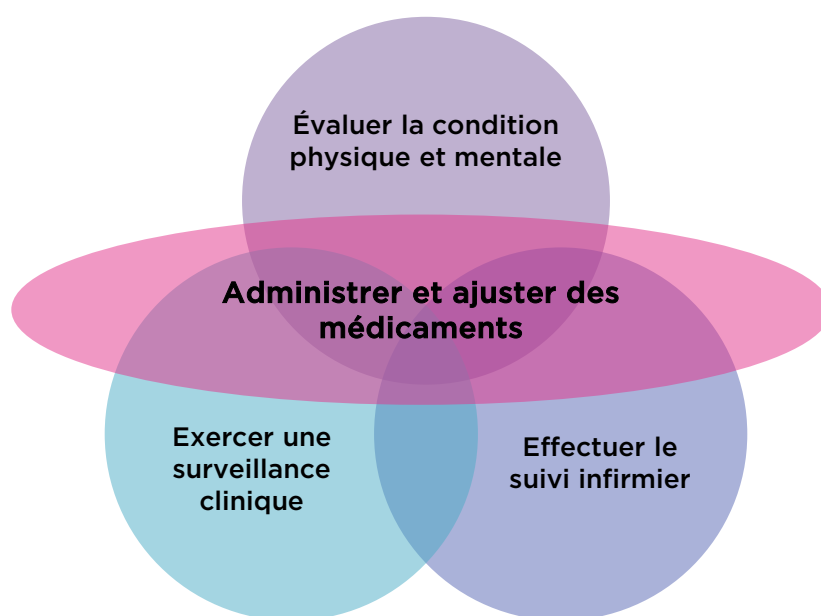 Évaluer la condition
physique et mentale
Administrer et ajuster des
médicaments
Exercer une
surveillance
clinique
Effectuer le
suivi infirmier